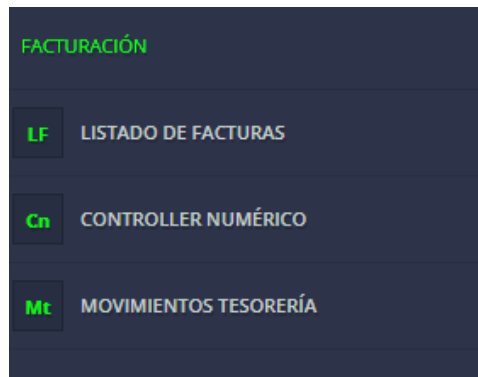 FACTURACIÓN
LF LISTADO DE FACTURAS
Cn CONTROLLER NUMÉRICO
Mt MOVIMIENTOS TESORERÍA